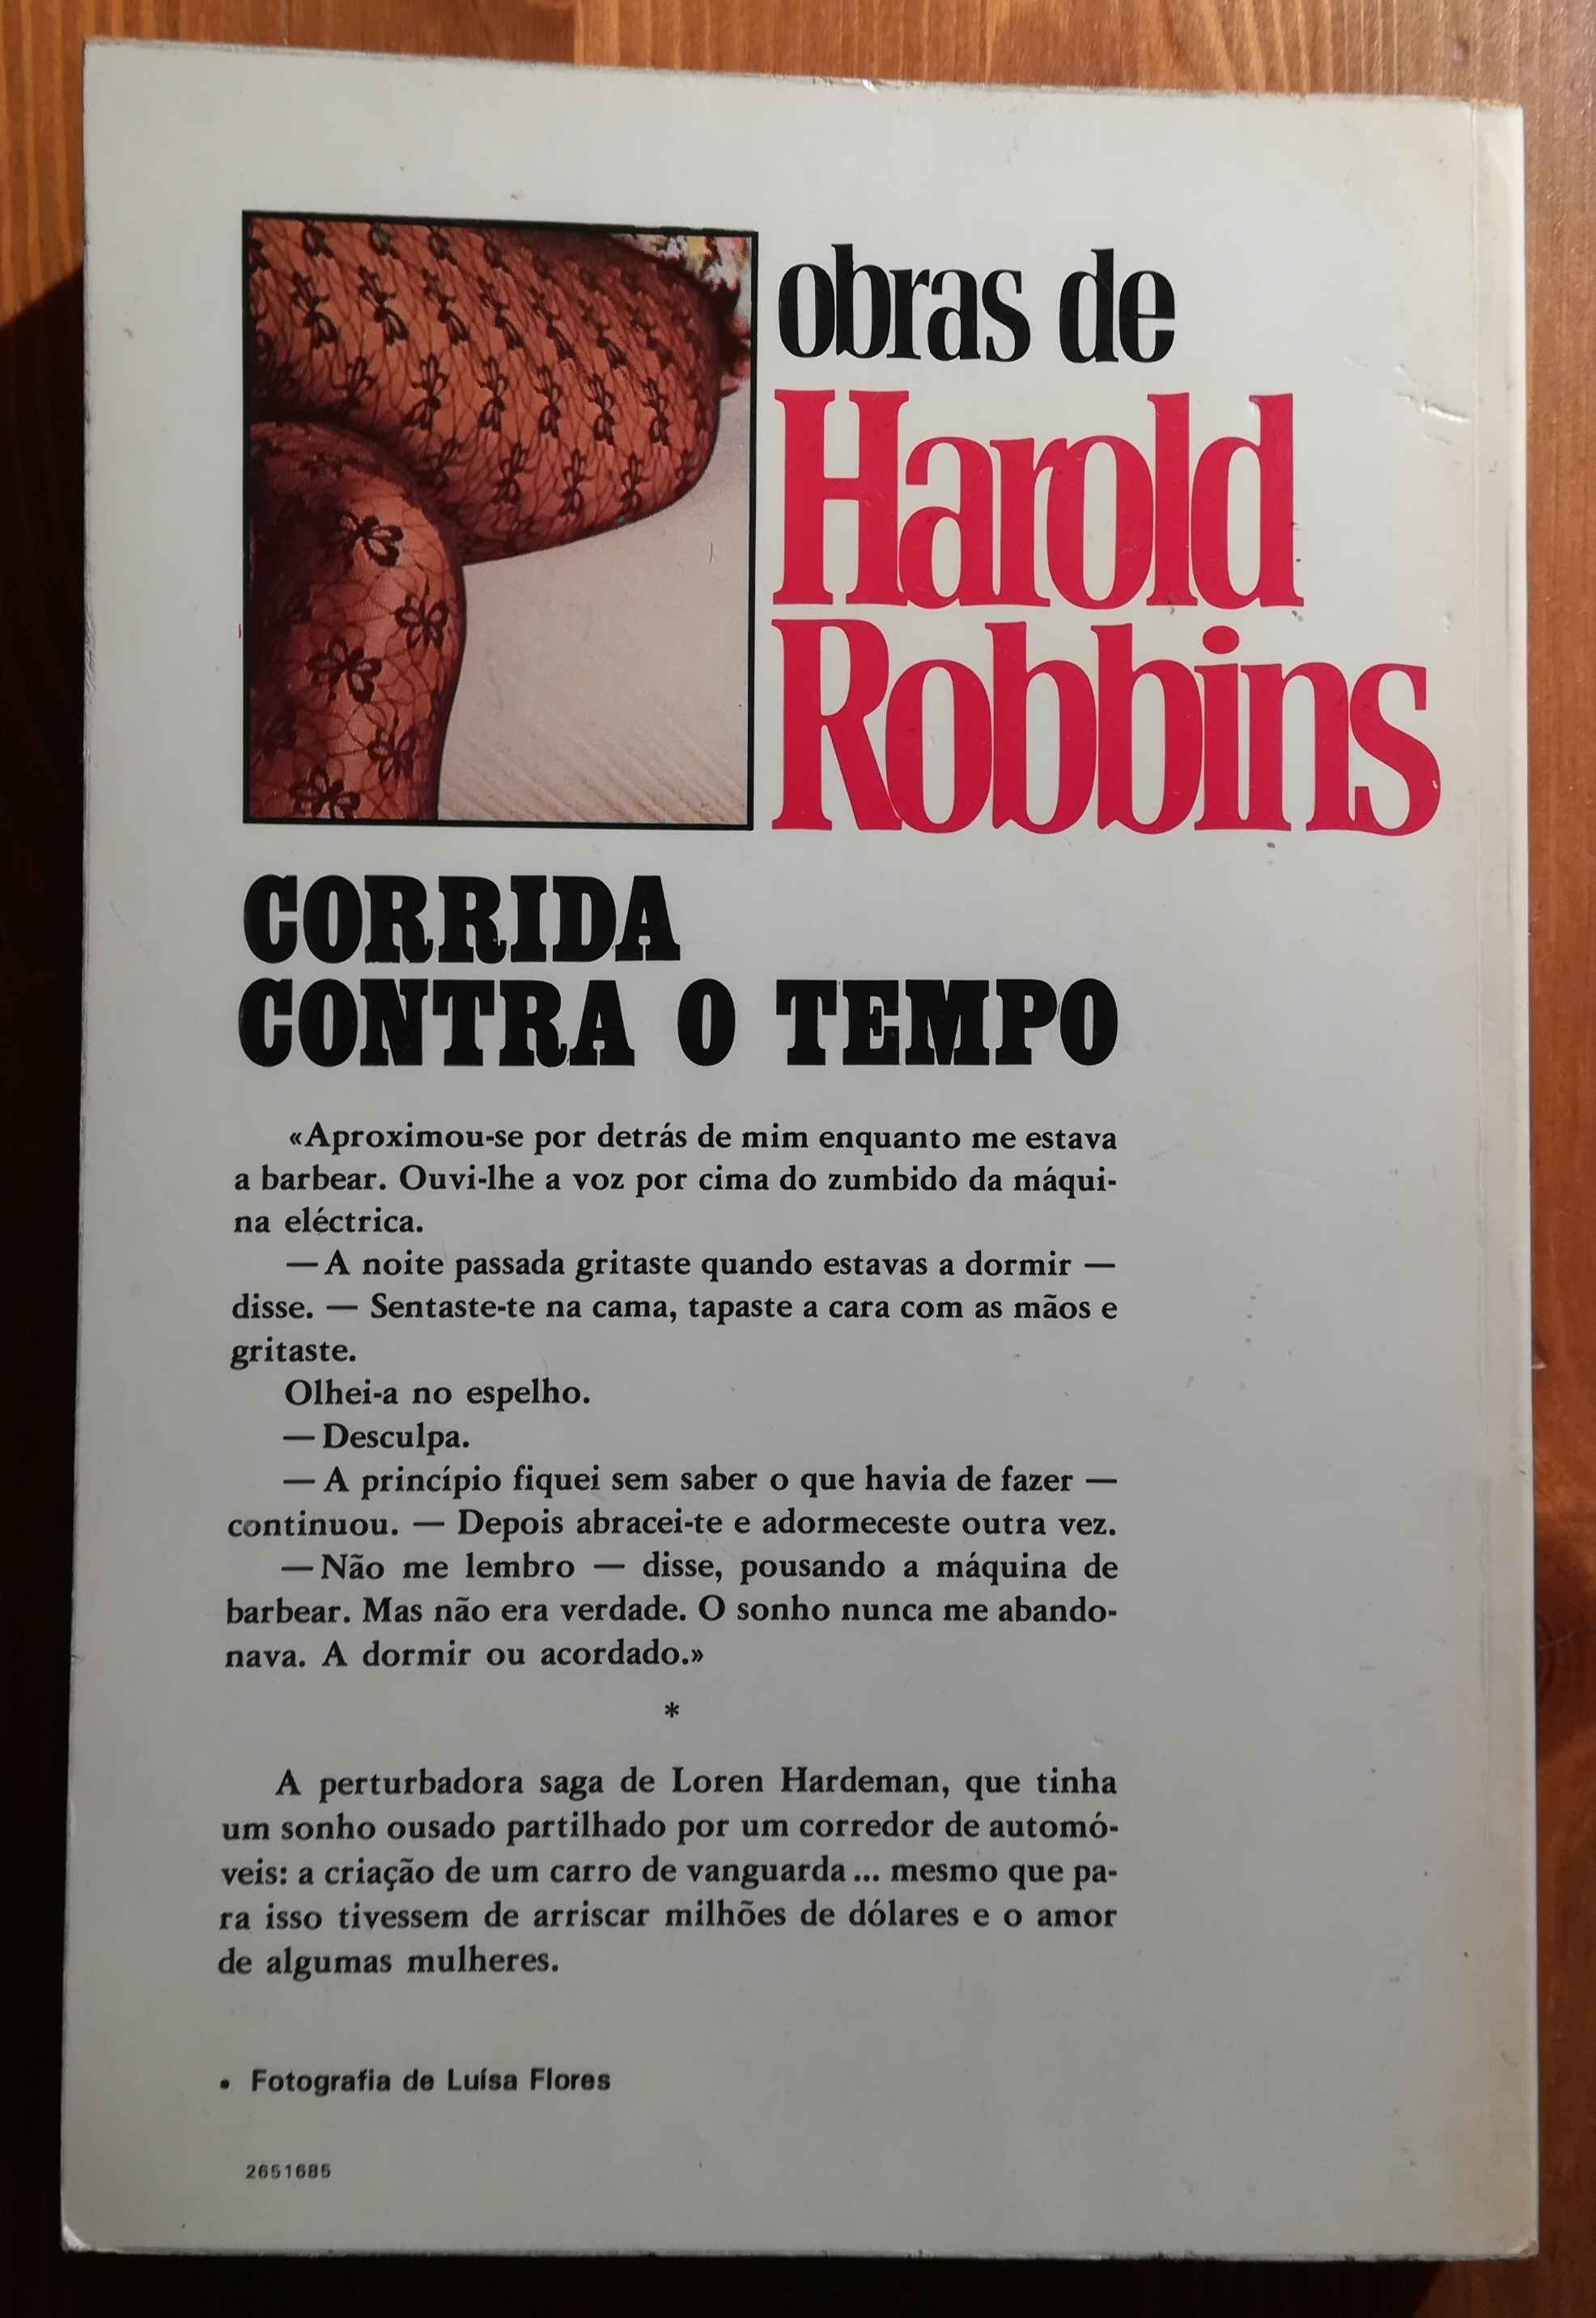 obras de
Harold
Robbins
CORRIDA
CONTRA O TEMPO
«Aproximou-se por detrás de mim enquanto me estava
a barbear. Ouvi-lhe a voz por cima do zumbido da máqui-
na eléctrica.
—A noite passada gritaste quando estavas a dormir —
disse. — Sentaste-te na cama, tapaste a cara com as mãos e
gritaste.
Olhei-a no espelho.
—Desculpa.
—A princípio fiquei sem saber o que havia de fazer —
continuou. — Depois abracei-te e adormeceste outra vez.
—Não me lembro — disse, pousando a máquina de
barbear. Mas não era verdade. O sonho nunca me abando-
nava. A dormir ou acordado.»
*
A perturbadora saga de Loren Hardeman, que tinha
um sonho ousado partilhado por um corredor de automó-
veis: a criação de um carro de vanguarda... mesmo que pa-
ra isso tivessem de arriscar milhões de dólares e o amor
de algumas mulheres.
• Fotografia de Luísa Flores
2651685